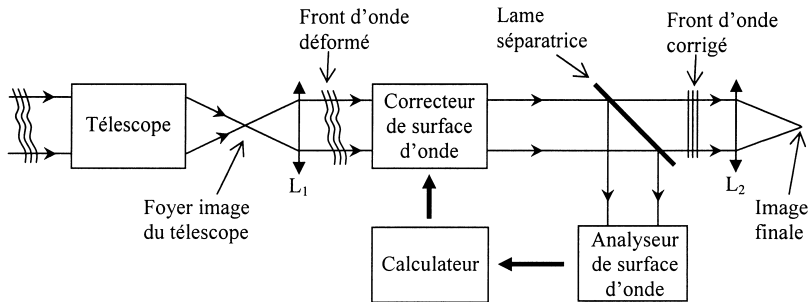 Front d'onde
déformé
Lame
séparatrice
Front d'onde
corrigé
Télescope
Correcteur
de surface
d'onde
L₁
L₂
Foyer image
du télescope
Image
finale
Calculateur
Analyseur
de surface
d'onde